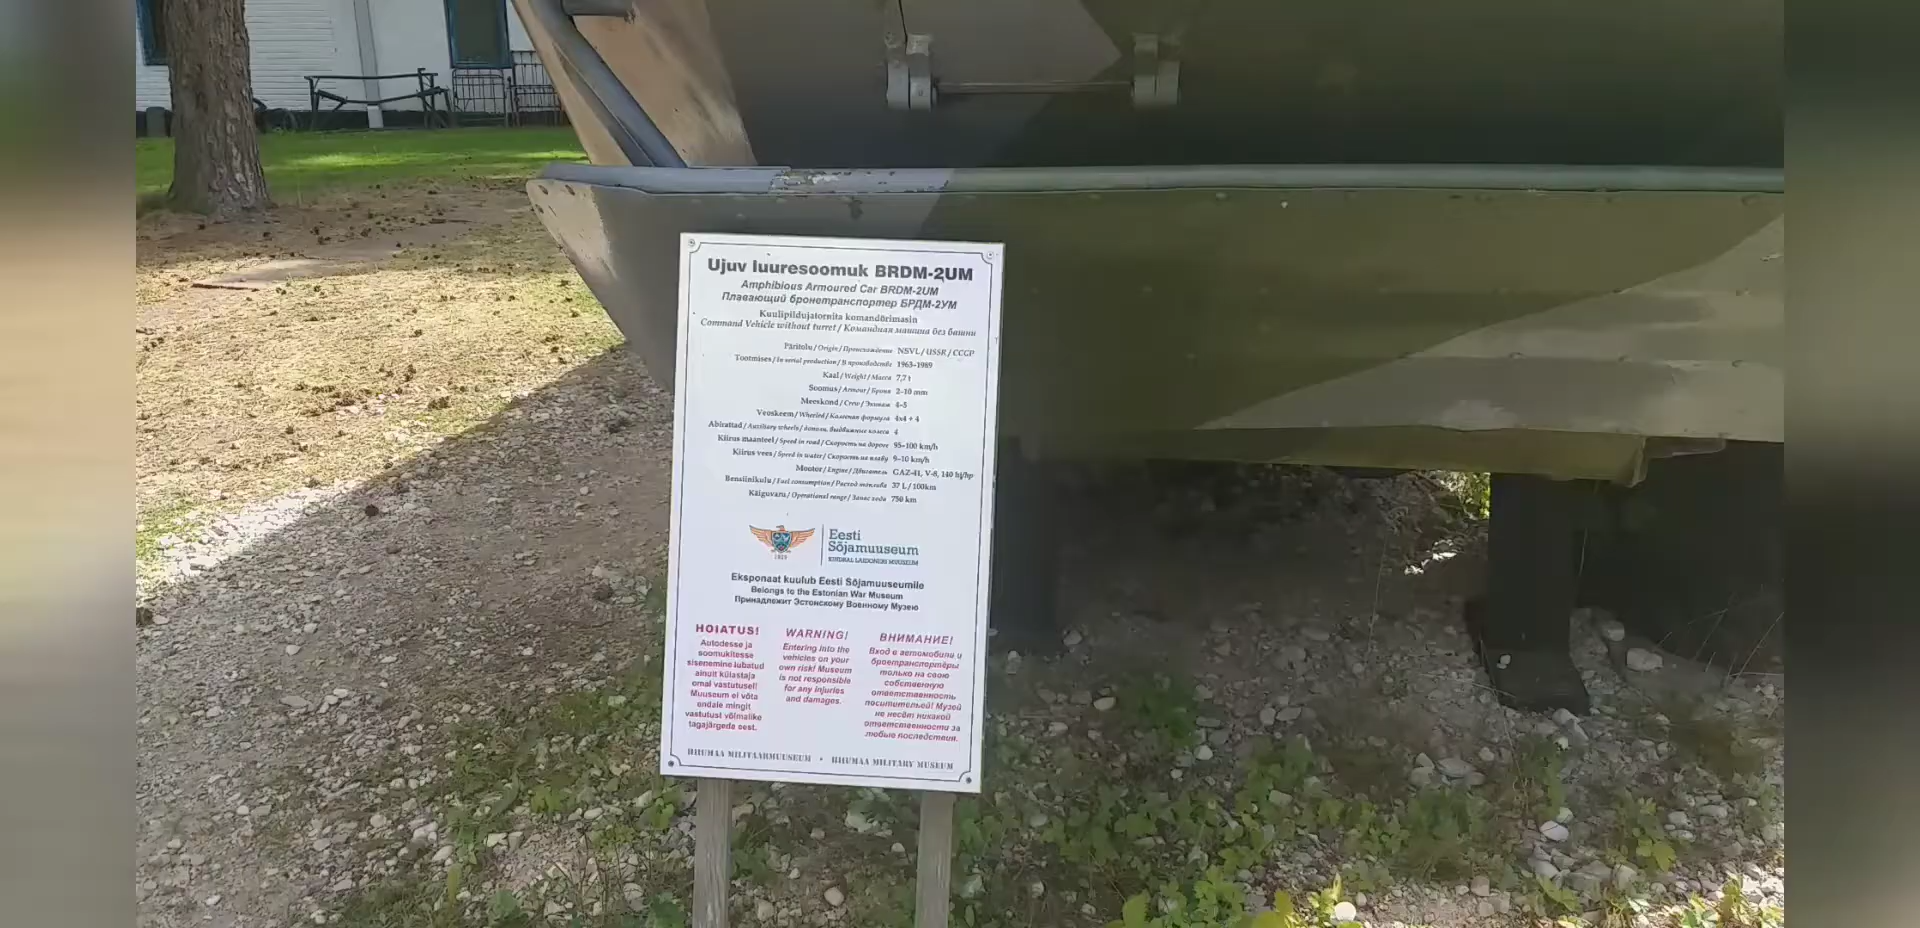 Ujuv luuresoomuk BRDM-2UM
Amphibious Armoured Car BRDM-2UM
Плавающий бронетранспортер БРДМ-2УМ
Kuulipildujatornita komandörimasin
Command Vehicle without turret / Командная машина без башни
Päritolu / Origin / Происхождение NSVL / USSR / СССР
Tootmises / In serial production / В производстве 1963-1989
Kaal / Weight / Масса 7,7 t
Soomus / Armour / Броня 2-10 mm
Meeskond / Crew / Экипаж 4-5
Veoskeem / Wheeled / Колесная формула 4x4 + 4
Abirattad / Auxiliary wheels / дополн. выдвижные колеса 4
Kiirus maanteel / Speed in road / Скорость на дороге 95-100 km/h
Kiirus vees / Speed in water / Скорость на плаву 9-10 km/h
Mootor / Engine / Двигатель GAZ-41, V-8, 140 hj/hp
Bensiinikulu / Fuel consumption / Расход топлива 37 L / 100km
Käiguvaru / Operational range / Запас хода 750 km
1919
Eesti
Sõjamuuseum
KINDRAL LAIDONERI MUUSEUM
Eksponaat kuulub Eesti Sõjamuuseumile
Belongs to the Estonian War Museum
Принадлежит Эстонскому Военному Музею
HOIATUS!
Autodesse ja
soomukitesse
sisenemine lubatud
ainult külastaja
omal vastutusel!
Muuseum ei võta
endale mingit
vastutust võimalike
tagajärgede eest.
WARNING!
Entering into the
vehicles on your
own risk! Museum
is not responsible
for any injuries
and damages.
ВНИМАНИЕ!
Вход в автомобили и
бронетранспортёры
только на свою
собственную
ответственность
поситительей! Музей
не несёт никакой
ответственности за
любые последствия.
HIIUMAA MILITAARMUUSEUM • HIIUMAA MILITARY MUSEUM